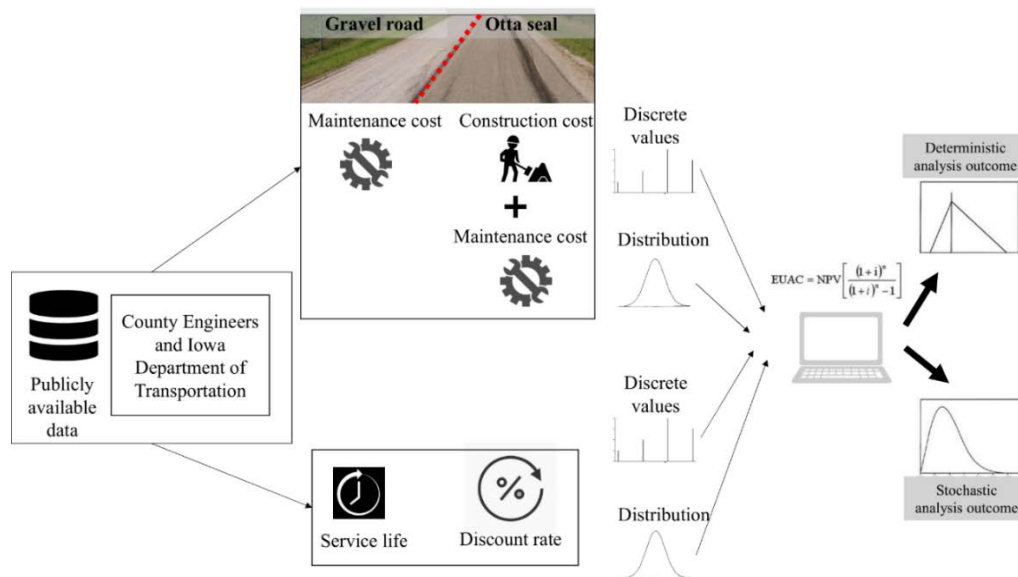 Gravel road
Otta seal
Maintenance cost
Construction cost
+
Maintenance cost
Publicly
available
data
County Engineers
and Iowa
Department of
Transportation
%
Service life
Discount rate
Discrete
values
Distribution
Discrete
values
Distribution
EUAC = NPV[(1+i)ⁿ / (1+i)ⁿ −1]
Deterministic
analysis outcome
Stochastic
analysis outcome